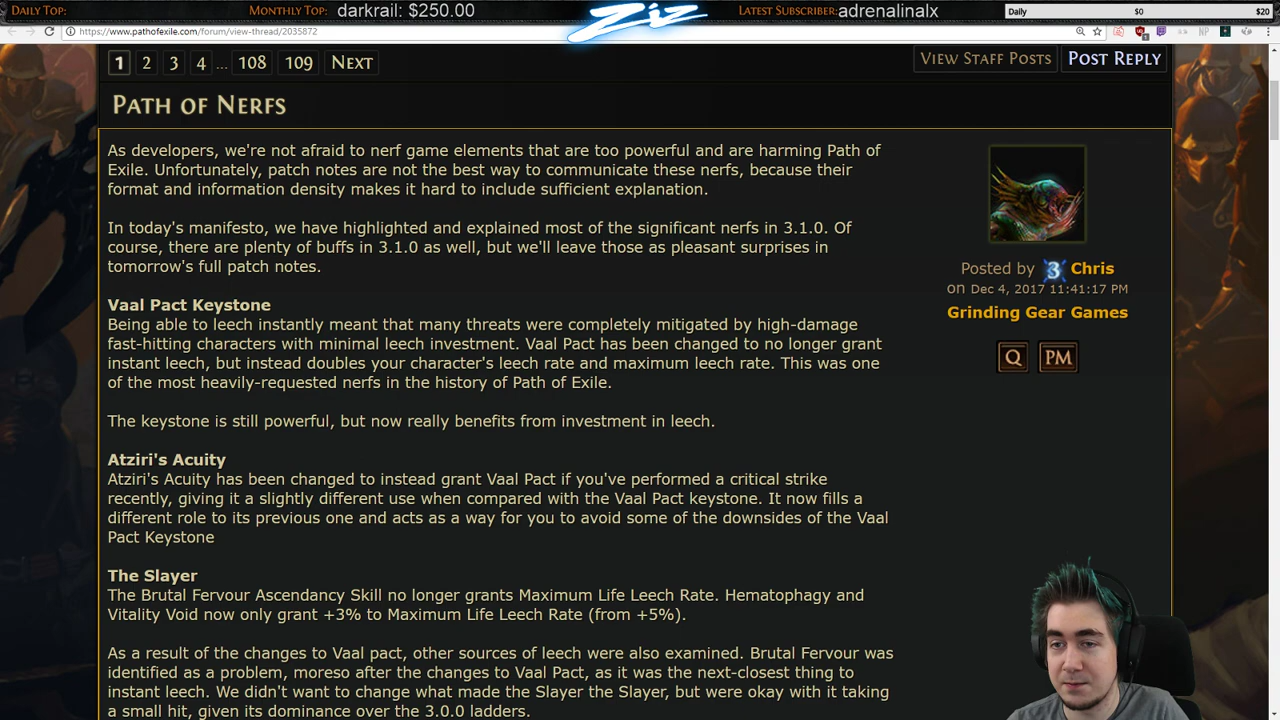 DAILY TOP:
MONTHLY TOP: darkrail: $250.00
Ziz
LATEST SUBSCRIBER: adrenalinalx
Daily $0 $20
https://www.pathofexile.com/forum/view-thread/2035872
1 2 3 4 ... 108 109 NEXT
VIEW STAFF POSTS POST REPLY
PATH OF NERFS
As developers, we're not afraid to nerf game elements that are too powerful and are harming Path of
Exile. Unfortunately, patch notes are not the best way to communicate these nerfs, because their
format and information density makes it hard to include sufficient explanation.
In today's manifesto, we have highlighted and explained most of the significant nerfs in 3.1.0. Of
course, there are plenty of buffs in 3.1.0 as well, but we'll leave those as pleasant surprises in
tomorrow's full patch notes.
Vaal Pact Keystone
Being able to leech instantly meant that many threats were completely mitigated by high-damage
fast-hitting characters with minimal leech investment. Vaal Pact has been changed to no longer grant
instant leech, but instead doubles your character's leech rate and maximum leech rate. This was one
of the most heavily-requested nerfs in the history of Path of Exile.
The keystone is still powerful, but now really benefits from investment in leech.
Atziri's Acuity
Atziri's Acuity has been changed to instead grant Vaal Pact if you've performed a critical strike
recently, giving it a slightly different use when compared with the Vaal Pact keystone. It now fills a
different role to its previous one and acts as a way for you to avoid some of the downsides of the Vaal
Pact Keystone
The Slayer
The Brutal Fervour Ascendancy Skill no longer grants Maximum Life Leech Rate. Hematophagy and
Vitality Void now only grant +3% to Maximum Life Leech Rate (from +5%).
As a result of the changes to Vaal pact, other sources of leech were also examined. Brutal Fervour was
identified as a problem, moreso after the changes to Vaal Pact, as it was the next-closest thing to
instant leech. We didn't want to change what made the Slayer the Slayer, but were okay with it taking
a small hit, given its dominance over the 3.0.0 ladders.
Posted by 3 Chris
on Dec 4, 2017 11:41:17 PM
Grinding Gear Games
Q PM